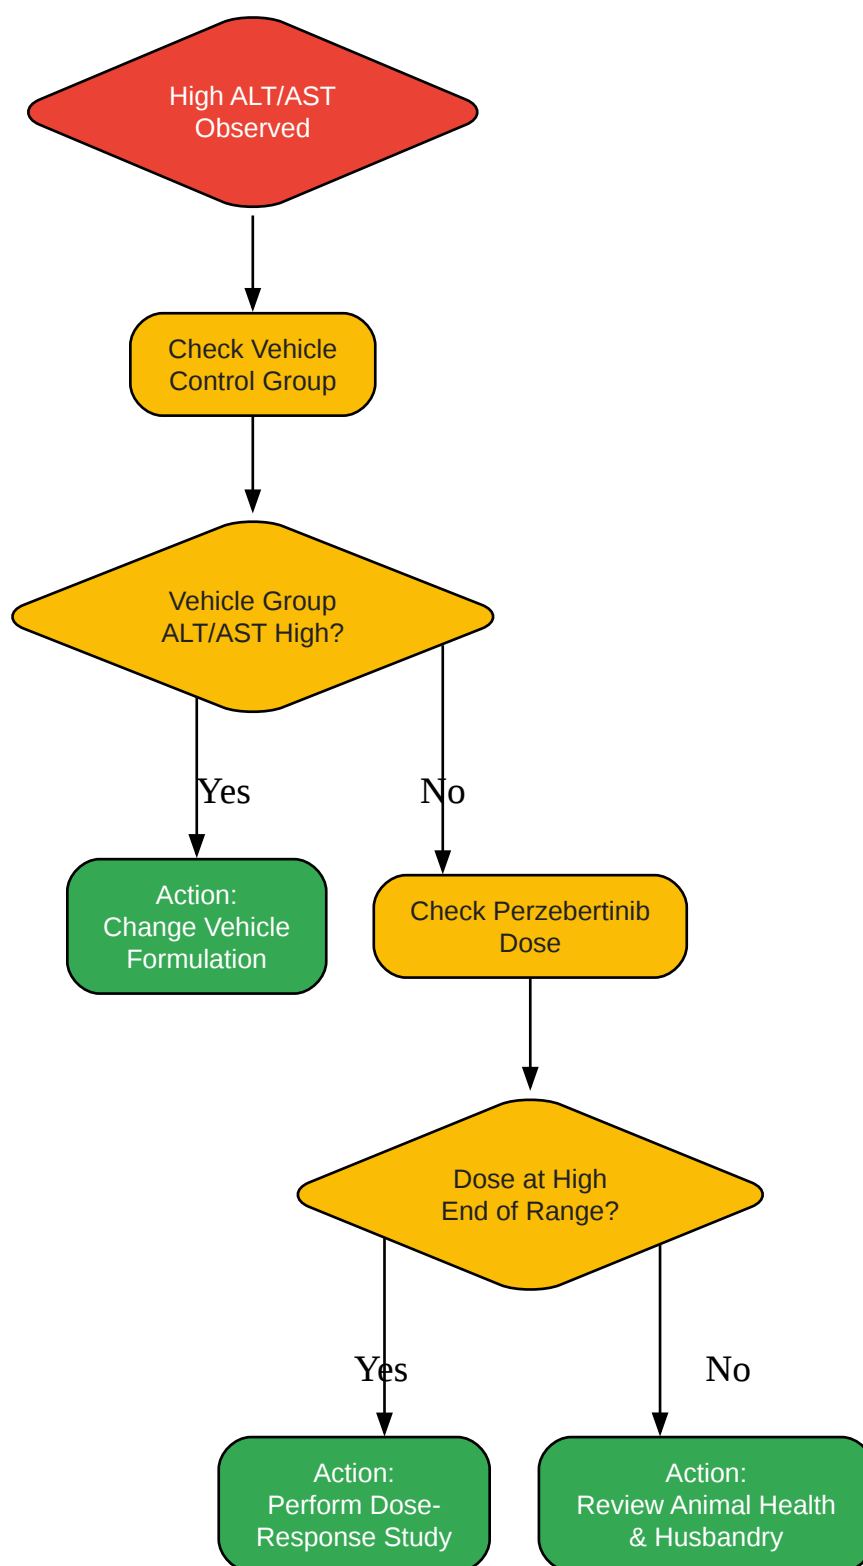 High ALT/AST
Observed
Check Vehicle
Control Group
Vehicle Group
ALT/AST High?
Yes
No
Action:
Change Vehicle
Formulation
Check Perzebertinib
Dose
Dose at High
End of Range?
Yes
No
Action:
Perform Dose-
Response Study
Action:
Review Animal Health
& Husbandry